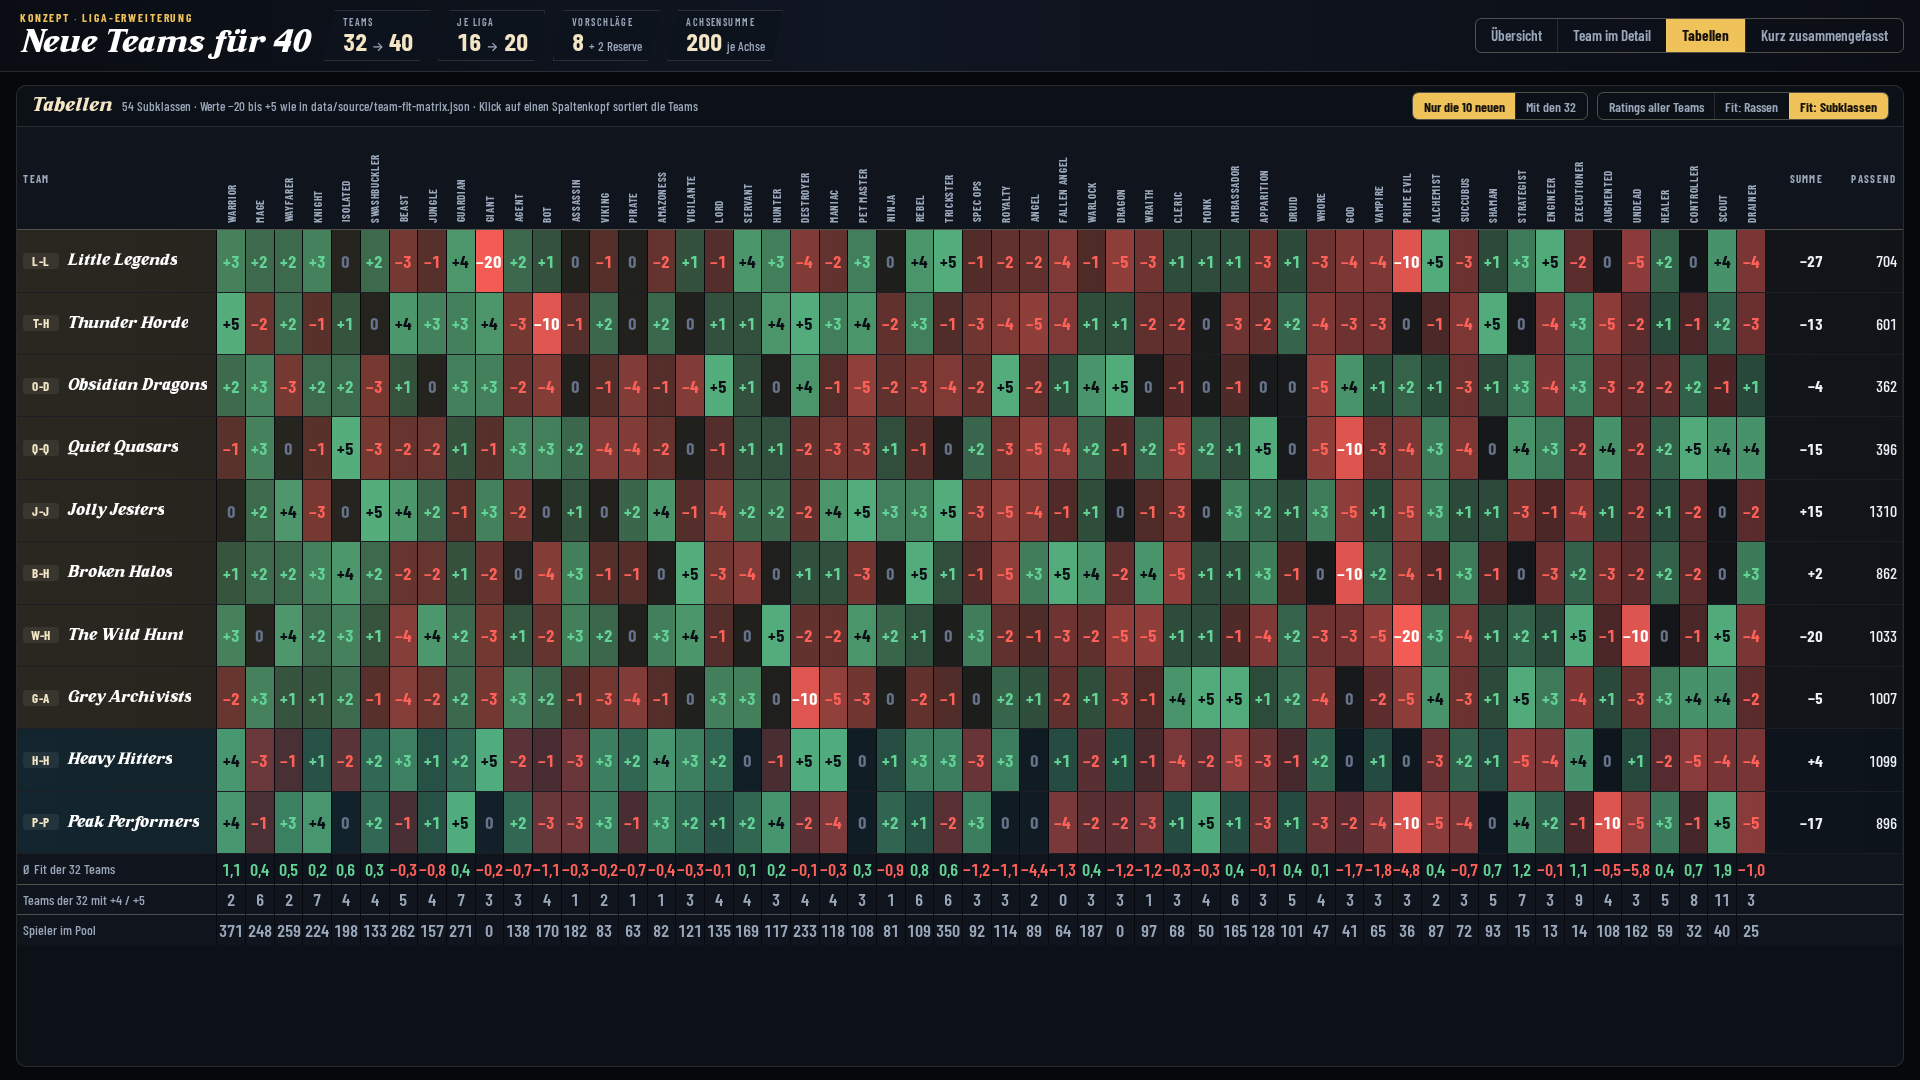 KONZEPT · LIGA-ERWEITERUNG
Neue Teams für 40
TEAMS
32 → 40
JE LIGA
16 → 20
VORSCHLÄGE
8 + 2 Reserve
ACHSENSUMME
200 je Achse
Übersicht Team im Detail Tabellen Kurz zusammengefasst
Tabellen 54 Subklassen · Werte −20 bis +5 wie in data/source/team-fit-matrix.json · Klick auf einen Spaltenkopf sortiert die Teams
Nur die 10 neuen Mit den 32 Ratings aller Teams Fit: Rassen Fit: Subklassen
TEAM WARRIOR MAGE WAYFARER KNIGHT ISOLATED SWASHBUCKLER BEAST JUNGLE GUARDIAN GIANT AGENT BOT ASSASSIN VIKING PIRATE AMAZONESS VIGILANTE LORD SERVANT HUNTER DESTROYER MANIAC PET MASTER NINJA REBEL TRICKSTER SPEC OPS ROYALTY ANGEL FALLEN ANGEL WARLOCK DRAGON WRAITH CLERIC MONK AMBASSADOR APPARITION DRUID WHORE GOD VAMPIRE PRIME EVIL ALCHEMIST SUCCUBUS SHAMAN STRATEGIST ENGINEER EXECUTIONER AUGMENTED UNDEAD HEALER CONTROLLER SCOUT DRAINER SUMME PASSEND
L-L Little Legends +3 +2 +2 +3 0 +2 −3 −1 +4 −20 +2 +1 0 −1 0 −2 +1 −1 +4 +3 −4 −2 +3 0 +4 +5 −1 −2 −2 −4 −1 −5 −3 +1 +1 +1 −3 +1 −3 −4 −4 −10 +5 −3 +1 +3 +5 −2 0 −5 +2 0 +4 −4 −27 704
T-H Thunder Horde +5 −2 +2 −1 +1 0 +4 +3 +3 +4 −3 −10 −1 +2 0 +2 0 +1 +1 +4 +5 +3 +4 −2 +3 −1 −3 −4 −5 −4 +1 +1 −2 −2 0 −3 −2 +2 −4 −3 −3 0 −1 −4 +5 0 −4 +3 −5 −2 +1 −1 +2 −3 −13 601
O-D Obsidian Dragons +2 +3 −3 +2 +2 −3 +1 0 +3 +3 −2 −4 0 −1 −4 −1 −4 +5 +1 0 +4 −1 −5 −2 −3 −4 −2 +5 −2 +1 +4 +5 0 −1 0 −1 0 0 −5 +4 +1 +2 +1 −3 +1 +3 −4 +3 −3 −2 −2 +2 −1 +1 −4 362
Q-Q Quiet Quasars −1 +3 0 −1 +5 −3 −2 −2 +1 −1 +3 +3 +2 −4 −4 −2 0 −1 +1 +1 −2 −3 −3 +1 −1 0 +2 −3 −5 −4 +2 −1 +2 −5 +2 +1 +5 0 −5 −10 −3 −4 +3 −4 0 +4 +3 −2 +4 −2 +2 +5 +4 +4 −15 396
J-J Jolly Jesters 0 +2 +4 −3 0 +5 +4 +2 −1 +3 −2 0 +1 0 +2 +4 −1 −4 +2 +2 −2 +4 +5 +3 +3 +5 −3 −5 −4 −1 +1 0 −1 −3 0 +3 +2 +1 +3 −5 +1 −5 +3 +1 +1 −3 −1 −4 +1 −2 +1 −2 0 −2 +15 1310
B-H Broken Halos +1 +2 +2 +3 +4 +2 −2 −2 +1 −2 0 −4 +3 −1 −1 0 +5 −3 −4 0 +1 +1 −3 0 +5 +1 −1 −5 +3 +5 +4 −2 +4 −5 +1 +1 +3 −1 0 −10 +2 −4 −1 +3 −1 0 −3 +2 −3 −2 +2 −2 0 +3 +2 862
W-H The Wild Hunt +3 0 +4 +2 +3 +1 −4 +4 +2 −3 +1 −2 +3 +2 0 +3 +4 −1 0 +5 −2 −2 +4 +2 +1 0 +3 −2 −1 −3 −2 −5 −5 +1 +1 −1 −4 +2 −3 −3 −5 −20 +3 −4 +1 +2 +1 +5 −1 −10 0 −1 +5 −4 −20 1033
G-A Grey Archivists −2 +3 +1 +1 +2 −1 −4 −2 +2 −3 +3 +2 −1 −3 −4 −1 0 +3 +3 0 −10 −5 −3 0 −2 −1 0 +2 +1 −2 +1 −3 −1 +4 +5 +5 +1 +2 −4 0 −2 −5 +4 −3 +1 +5 +3 −4 +1 −3 +3 +4 +4 −2 −5 1007
H-H Heavy Hitters +4 −3 −1 +1 −2 +2 +3 +1 +2 +5 −2 −1 −3 +3 +2 +4 +3 +2 0 −1 +5 +5 0 +1 +3 +3 −3 +3 0 +1 −2 +1 −1 −4 −2 −5 −3 −1 +2 0 +1 0 −3 +2 +1 −5 −4 +4 0 +1 −2 −5 −4 −4 +4 1099
P-P Peak Performers +4 −1 +3 +4 0 +2 −1 +1 +5 0 +2 −3 −3 +3 −1 +3 +2 +1 +2 +4 −2 −4 0 +2 +1 −2 +3 0 0 −4 −2 −2 −3 +1 +5 +1 −3 +1 −3 −2 −4 −10 −5 −4 0 +4 +2 −1 −10 −5 +3 −1 +5 −5 −17 896
Ø Fit der 32 Teams 1,1 0,4 0,5 0,2 0,6 0,3 −0,3 −0,8 0,4 −0,2 −0,7 −1,1 −0,3 −0,2 −0,7 −0,4 −0,3 −0,1 0,1 0,2 −0,1 −0,3 0,3 −0,9 0,8 0,6 −1,2 −1,1 −4,4 −1,3 0,4 −1,2 −1,2 −0,3 −0,3 0,4 −0,1 0,4 0,1 −1,7 −1,8 −4,8 0,4 −0,7 0,7 1,2 −0,1 1,1 −0,5 −5,8 0,4 0,7 1,9 −1,0
Teams der 32 mit +4 / +5 2 6 2 7 4 4 5 4 7 3 3 4 1 2 1 1 3 4 4 3 4 4 3 1 6 6 3 3 2 0 3 3 1 3 4 6 3 5 4 3 3 3 2 3 5 7 3 9 4 3 5 8 11 3
Spieler im Pool 371 248 259 224 198 133 262 157 271 0 138 170 182 83 63 82 121 135 169 117 233 118 108 81 109 350 92 114 89 64 187 0 97 68 50 165 128 101 47 41 65 36 87 72 93 15 13 14 108 162 59 32 40 25